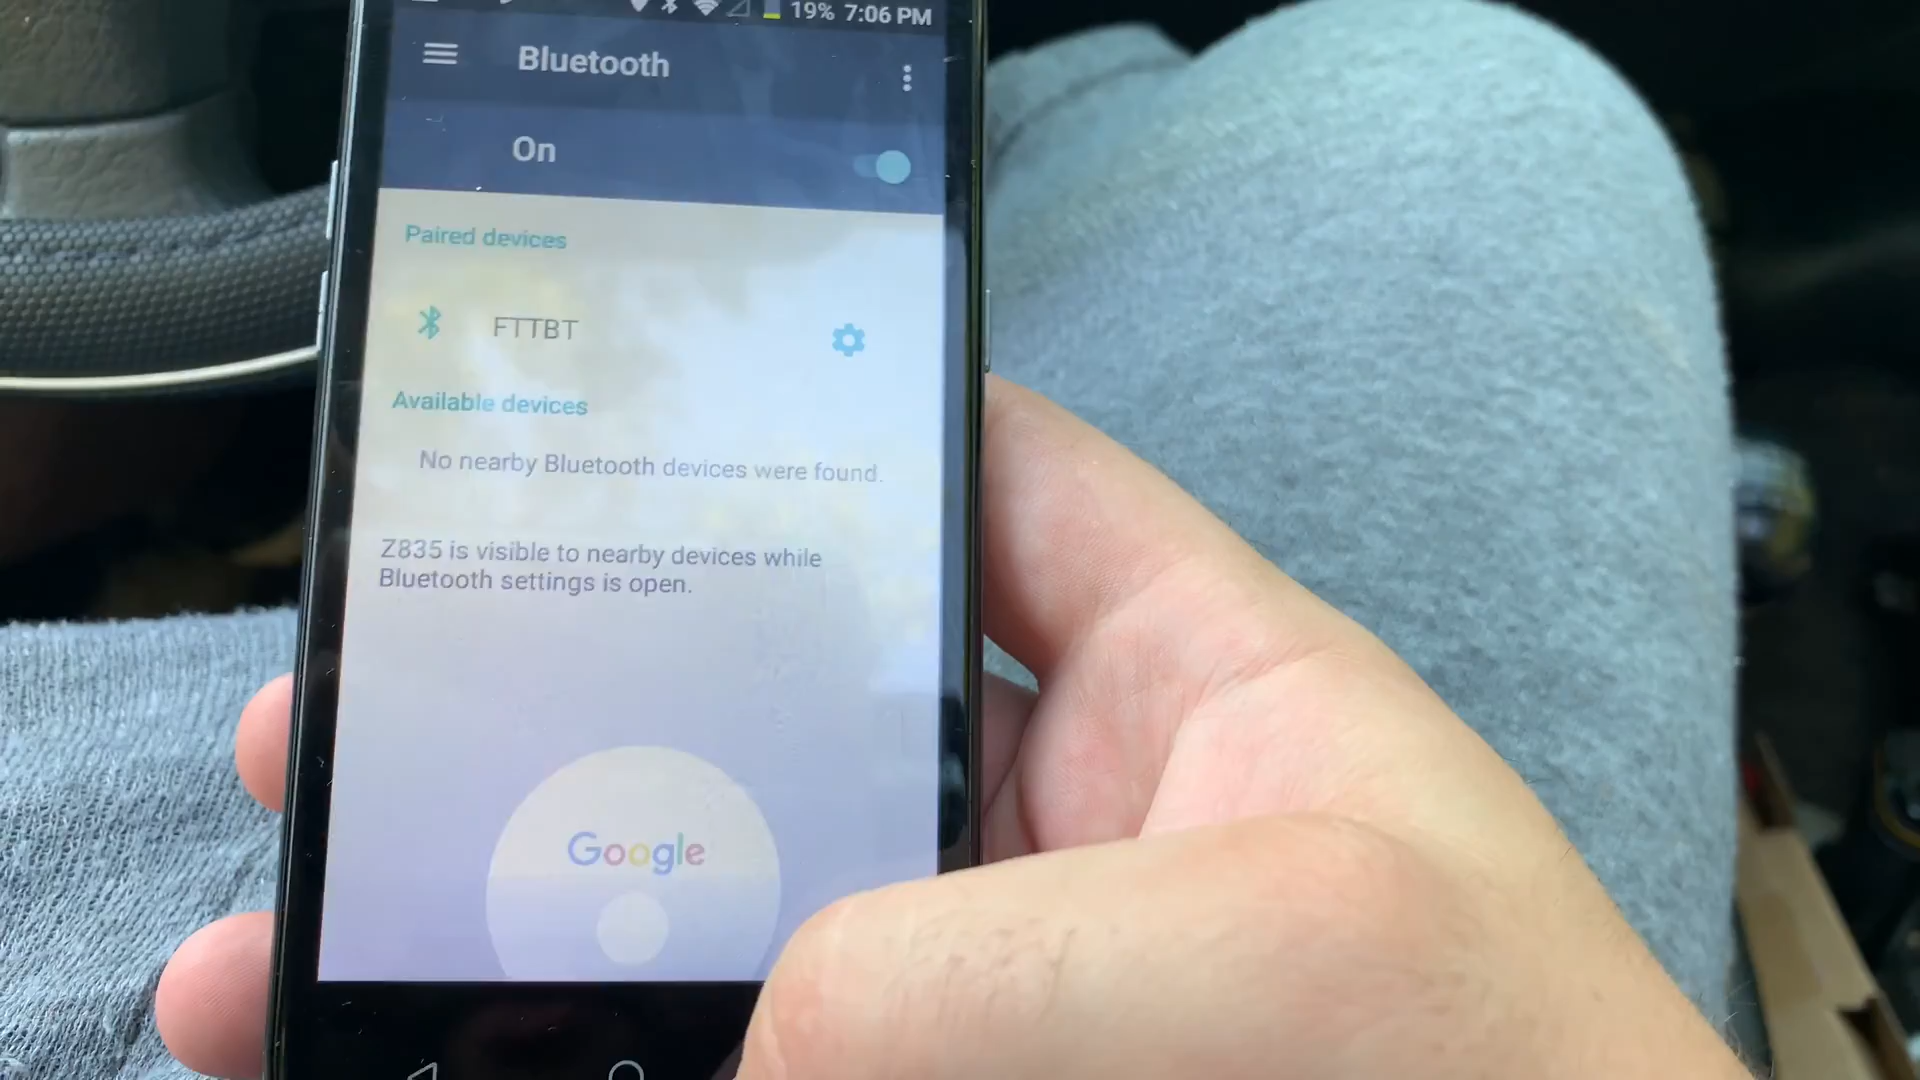 19% 7:06 PM
Bluetooth
On
Paired devices
FTTBT
Available devices
No nearby Bluetooth devices were found.
Z835 is visible to nearby devices while
Bluetooth settings is open.
Google